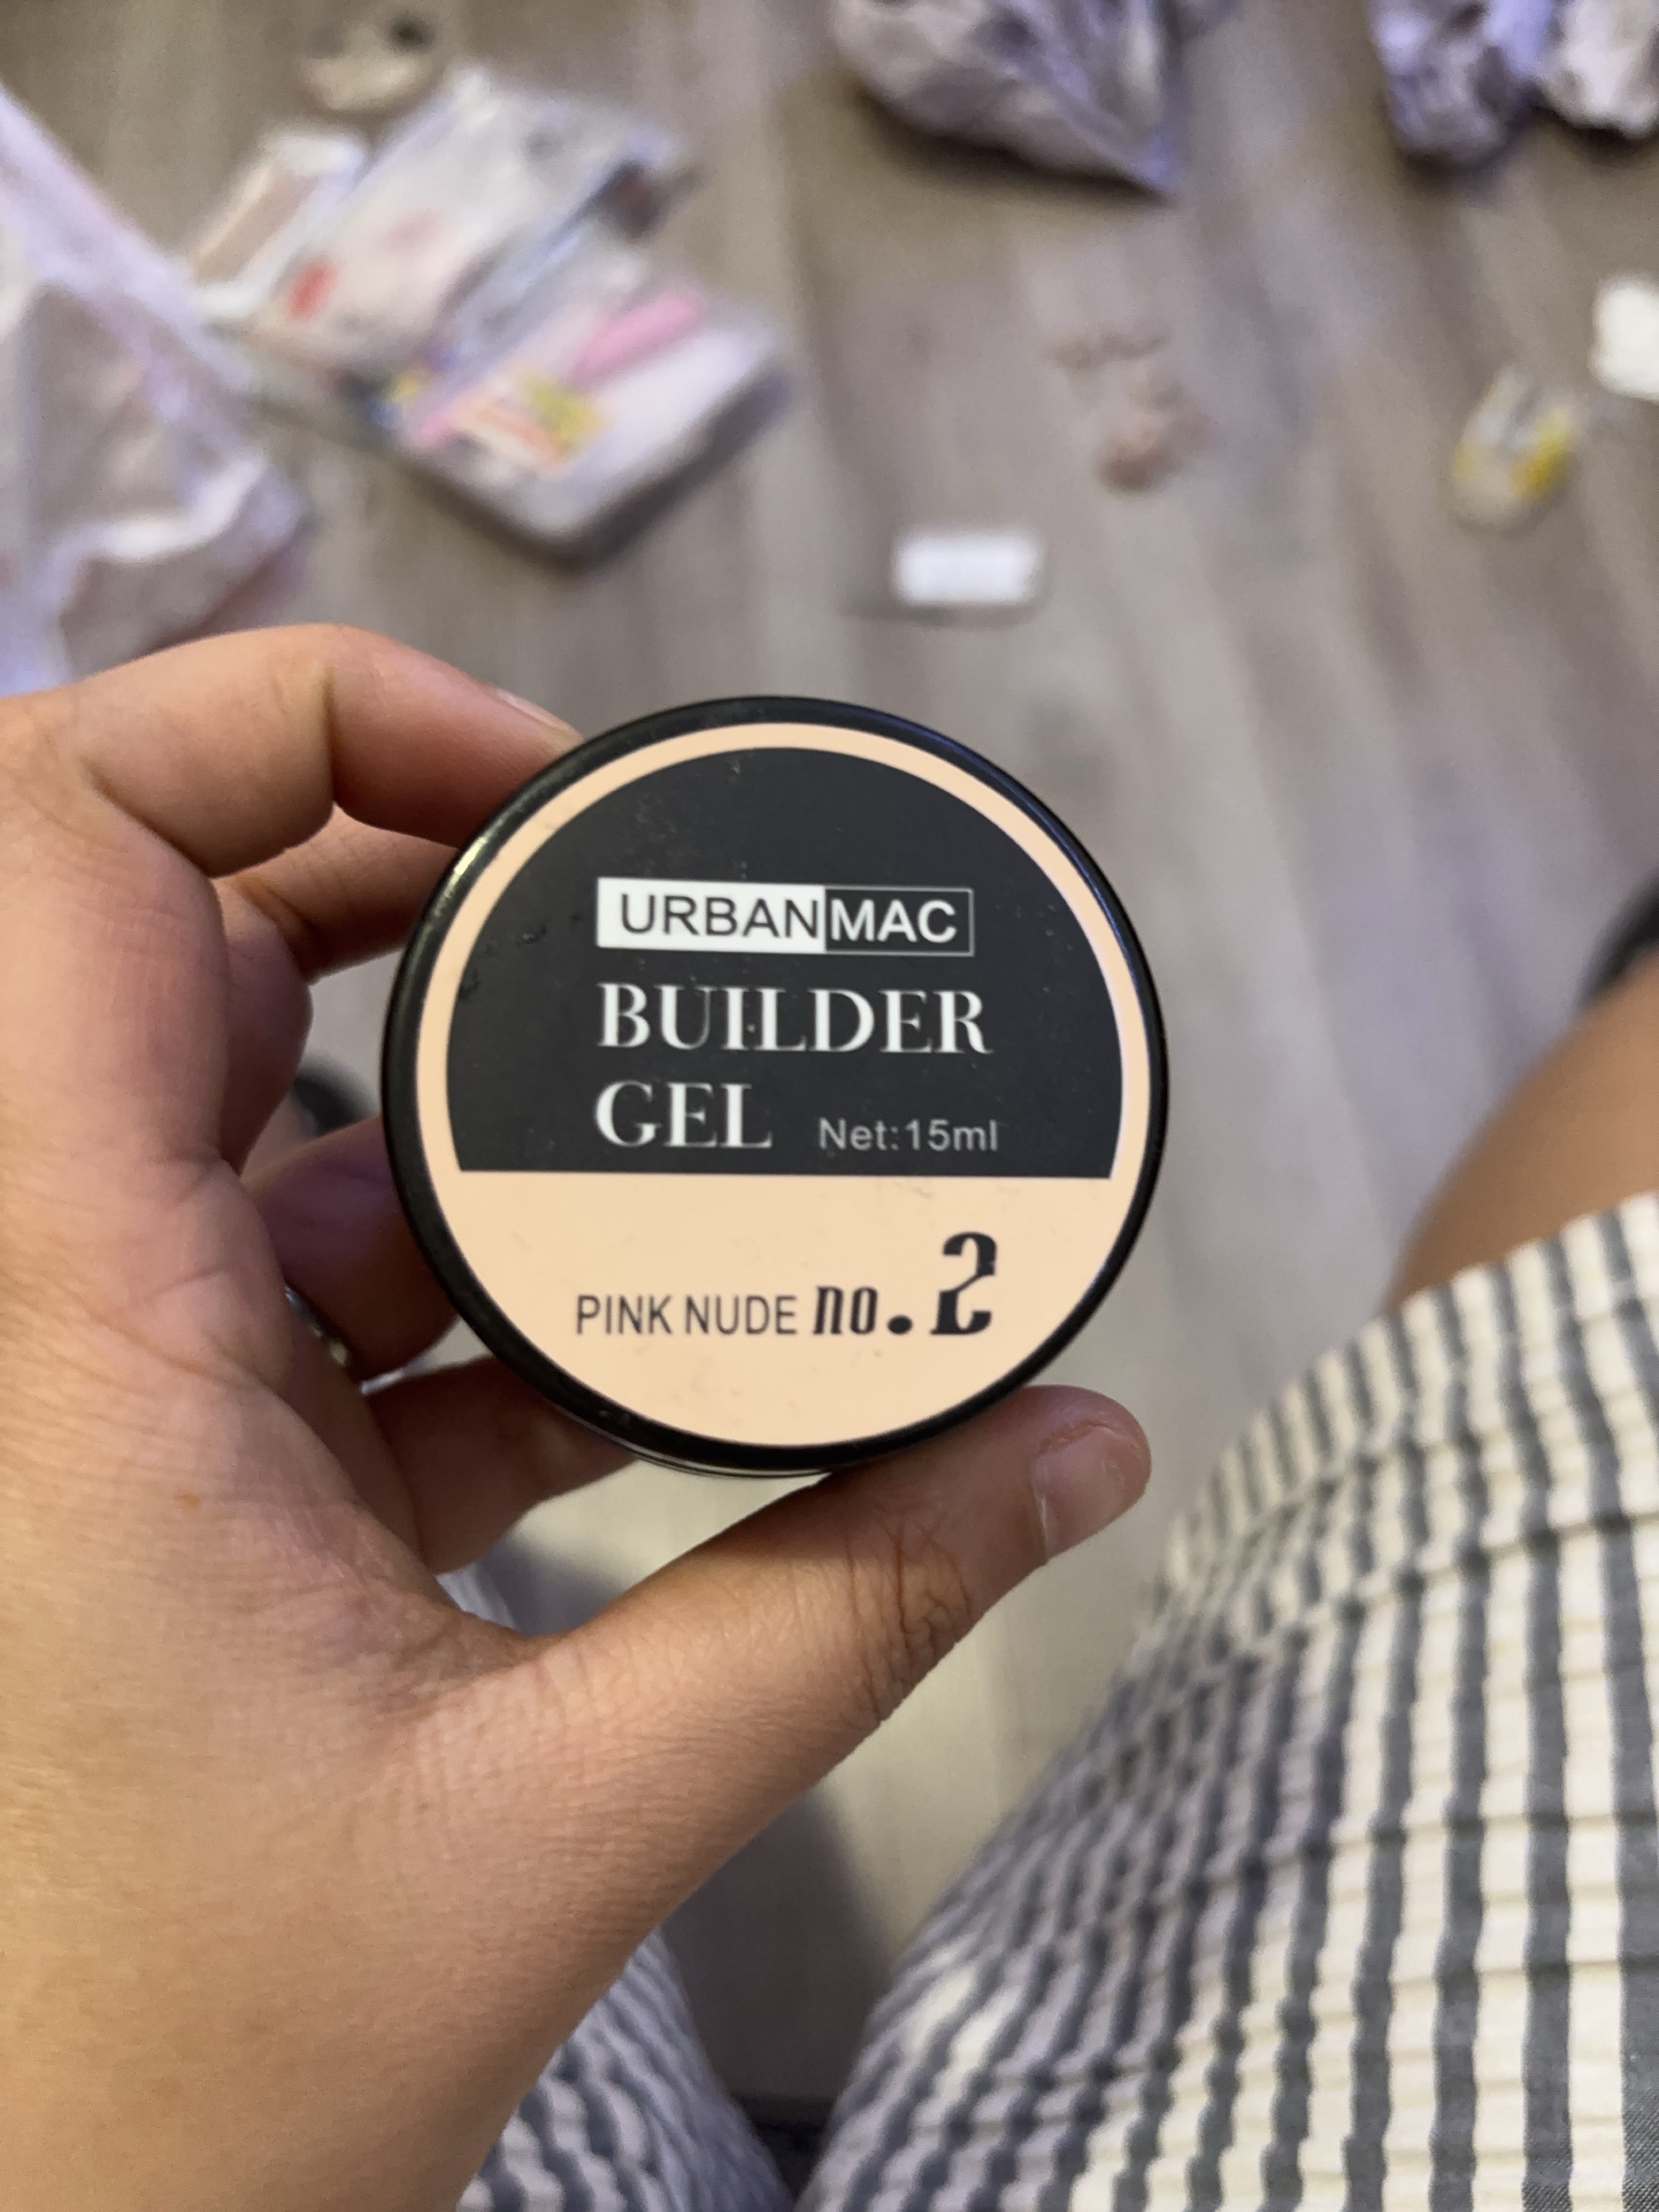 URBANMAC
BUILDER
GEL Net:15ml
PINK NUDE no.2